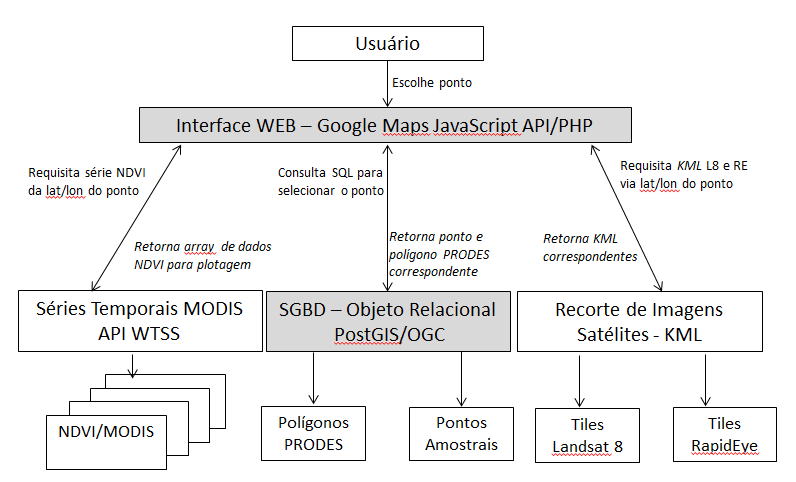 Usuário
Escolhe ponto
Interface WEB – Google Maps JavaScript API/PHP
Requisita série NDVI
da lat/lon do ponto
Consulta SQL para
selecionar o ponto
Requisita KML L8 e RE
via lat/lon do ponto
Retorna array de dados
NDVI para plotagem
Retorna ponto e
polígono PRODES
correspondente
Retorna KML
correspondentes
Séries Temporais MODIS
API WTSS
SGBD – Objeto Relacional
PostGIS/OGC
Recorte de Imagens
Satélites - KML
NDVI/MODIS
Polígonos
PRODES
Pontos
Amostrais
Tiles
Landsat 8
Tiles
RapidEye